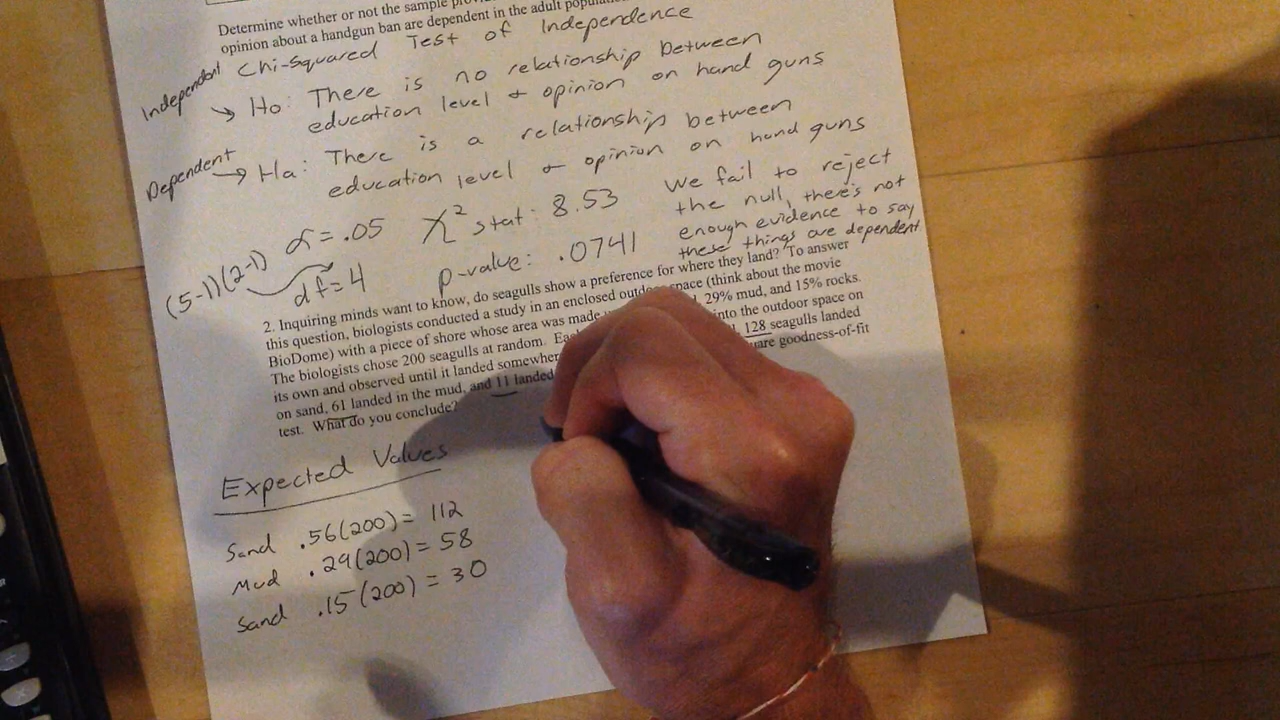 Determine whether or not the sample
opinion about a handgun ban are dependent in the adult
Chi-Squared Test of Independence
Independent → Ho: There is no relationship between
education level + opinion on hand guns
Dependent → Ha: There is a relationship between
education level + opinion on hand guns
α = .05 χ² stat: 8.53
(5-1)(2-1) df = 4 p-value: .0741
We fail to reject
the null, there's not
enough evidence to say
these things are dependent
2. Inquiring minds want to know, do seagulls show a preference for where they land? To answer
this question, biologists conducted a study in an enclosed outdoor space (think about the movie
BioDome) with a piece of shore whose area was made 29% mud, and 15% rocks.
The biologists chose 200 seagulls at random. into the outdoor space on
its own and observed until it landed 128 seagulls landed
on sand, 61 landed in the mud, and 11 landed goodness-of-fit
test. What do you conclude?
Expected Values
Sand .56(200) = 112
Mud .29(200) = 58
Sand .15(200) = 30